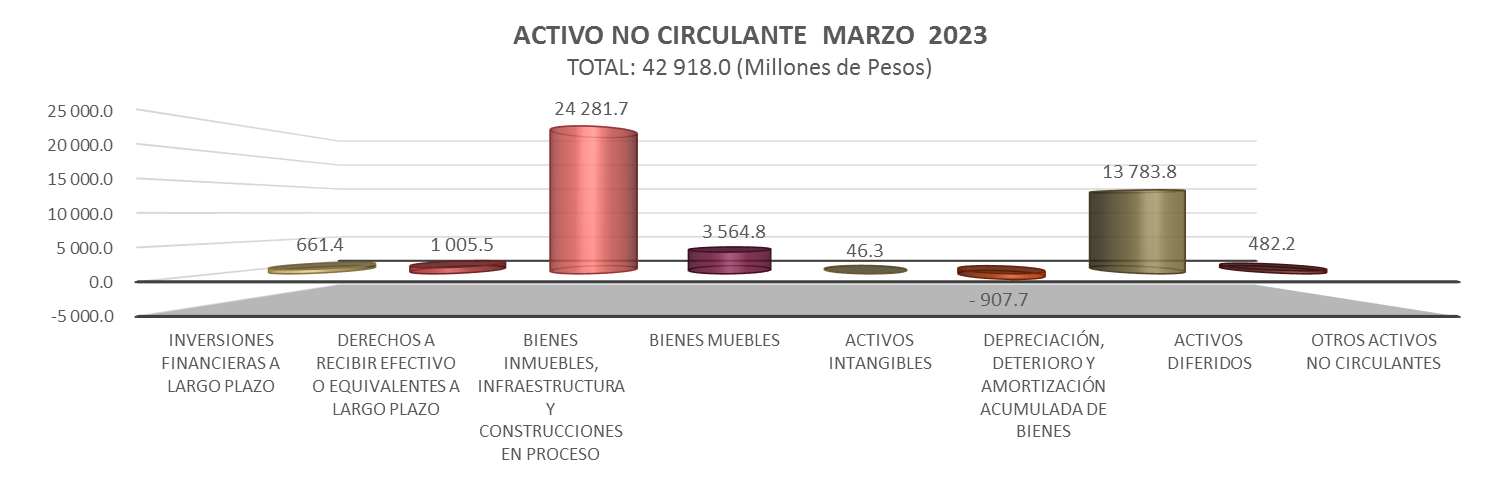 ACTIVO NO CIRCULANTE  MARZO  2023
TOTAL: 42 918.0 (Millones de Pesos)
25 000.0
20 000.0
15 000.0
10 000.0
5 000.0
0.0
-5 000.0
661.4
1 005.5
24 281.7
3 564.8
46.3
- 907.7
13 783.8
482.2
INVERSIONES
FINANCIERAS A
LARGO PLAZO
DERECHOS A
RECIBIR EFECTIVO
O EQUIVALENTES A
LARGO PLAZO
BIENES
INMUEBLES,
INFRAESTRUCTURA
Y
CONSTRUCCIONES
EN PROCESO
BIENES MUEBLES
ACTIVOS
INTANGIBLES
DEPRECIACIÓN,
DETERIORO Y
AMORTIZACIÓN
ACUMULADA DE
BIENES
ACTIVOS
DIFERIDOS
OTROS ACTIVOS
NO CIRCULANTES